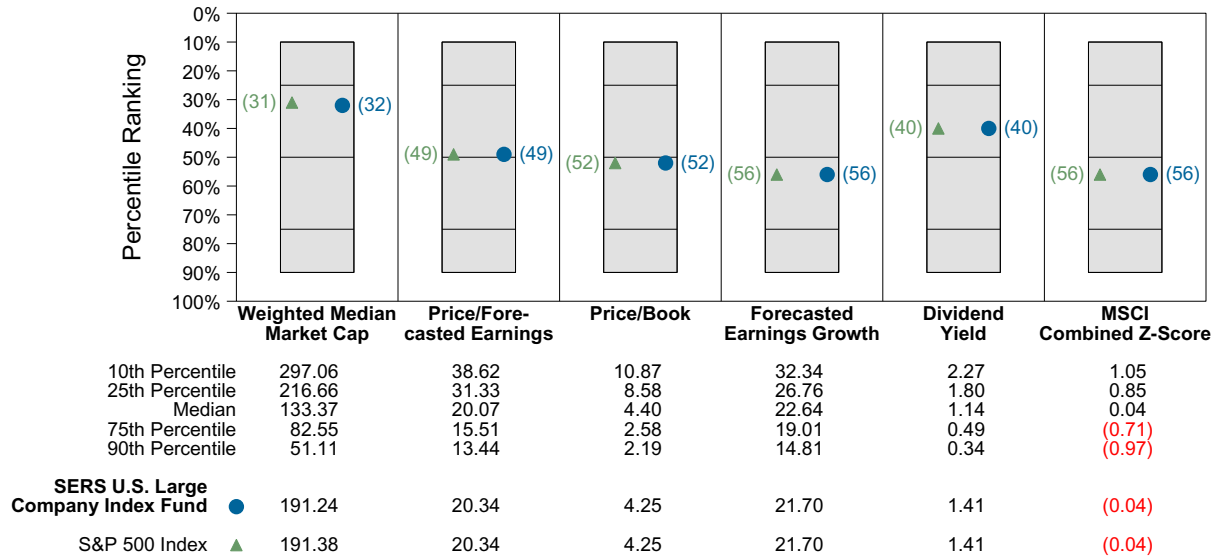 Percentile Ranking
0%
10%
20%
30%
40%
50%
60%
70%
80%
90%
100%
(31) (32)
(49) (49)
(52) (52)
(56) (56)
(40) (40)
(56) (56)
Weighted Median
Market Cap
Price/Fore-
casted Earnings
Price/Book
Forecasted
Earnings Growth
Dividend
Yield
MSCI
Combined Z-Score
10th Percentile 297.06 38.62 10.87 32.34 2.27 1.05
25th Percentile 216.66 31.33 8.58 26.76 1.80 0.85
Median 133.37 20.07 4.40 22.64 1.14 0.04
75th Percentile 82.55 15.51 2.58 19.01 0.49 (0.71)
90th Percentile 51.11 13.44 2.19 14.81 0.34 (0.97)
SERS U.S. Large
Company Index Fund 191.24 20.34 4.25 21.70 1.41 (0.04)
S&P 500 Index 191.38 20.34 4.25 21.70 1.41 (0.04)